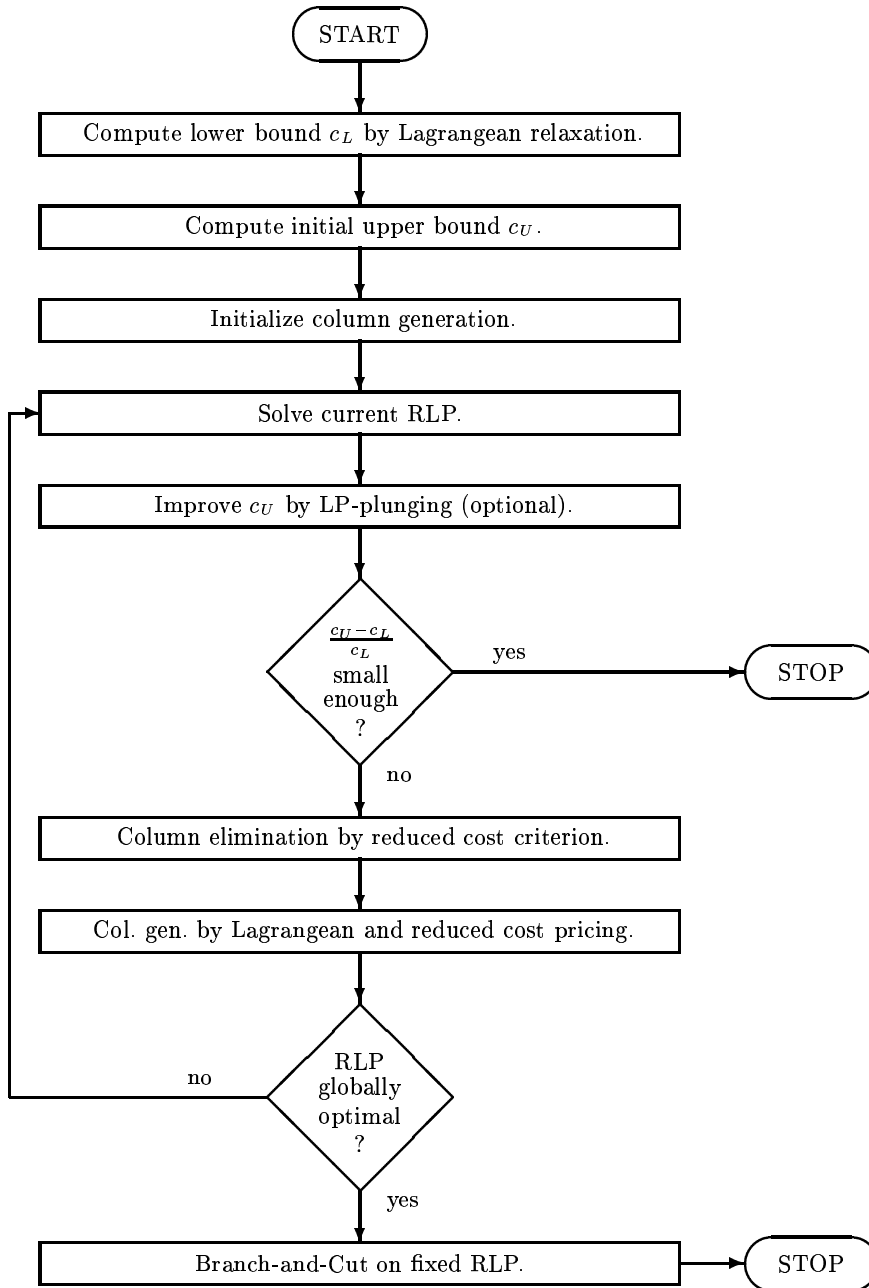 START
Compute lower bound c_L by Lagrangean relaxation.
Compute initial upper bound c_U.
Initialize column generation.
Solve current RLP.
Improve c_U by LP-plunging (optional).
c_U − c_L
c_L
small
enough
?
yes
STOP
no
Column elimination by reduced cost criterion.
Col. gen. by Lagrangean and reduced cost pricing.
RLP
globally
optimal
?
no
yes
Branch-and-Cut on fixed RLP.
STOP